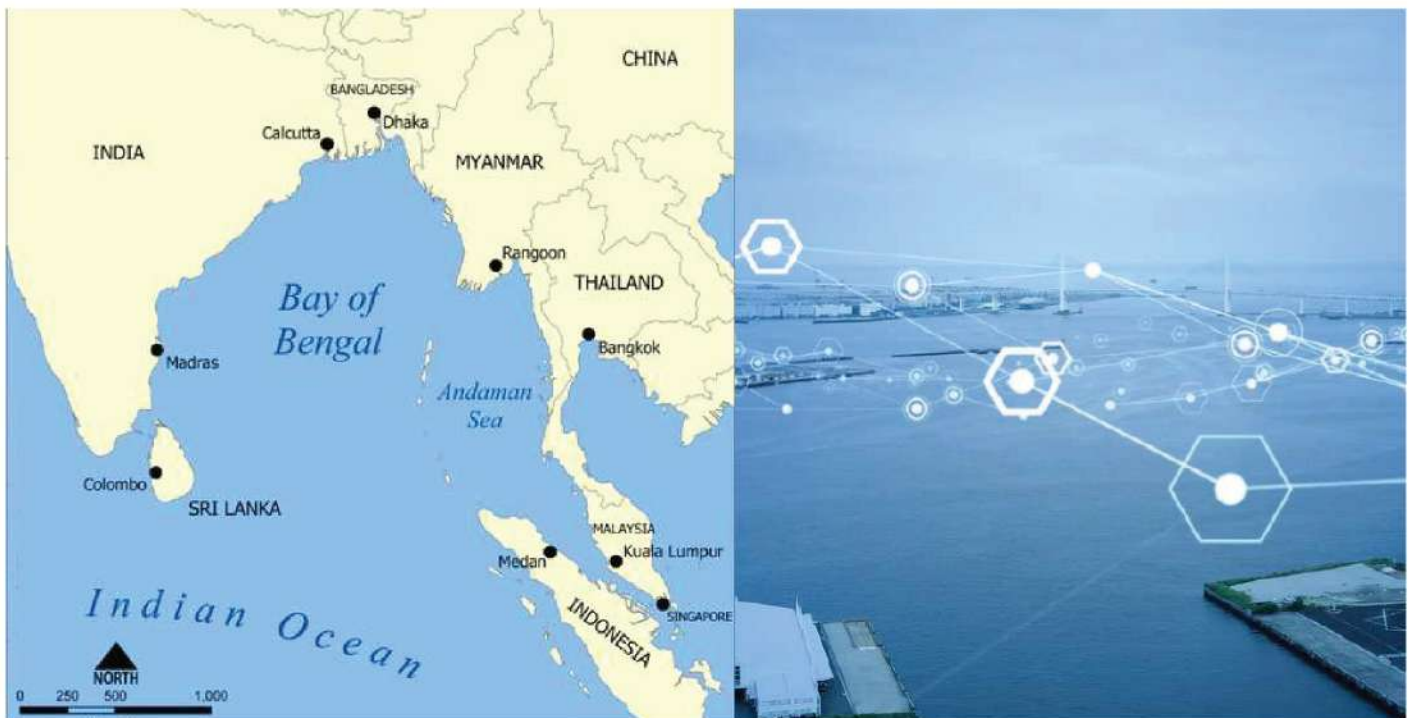 CHINA
BANGLADESH
Dhaka
Calcutta
INDIA
MYANMAR
Rangoon
THAILAND
Bay of
Bengal
Bangkok
Madras
Andaman
Sea
Colombo
SRI LANKA
MALAYSIA
Kuala Lumpur
Medan
SINGAPORE
INDONESIA
Indian Ocean
NORTH
0 250 500 1,000